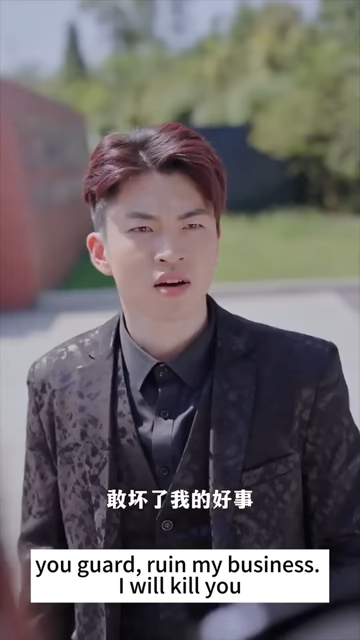 敢坏了我的好事
you guard, ruin my business.
I will kill you